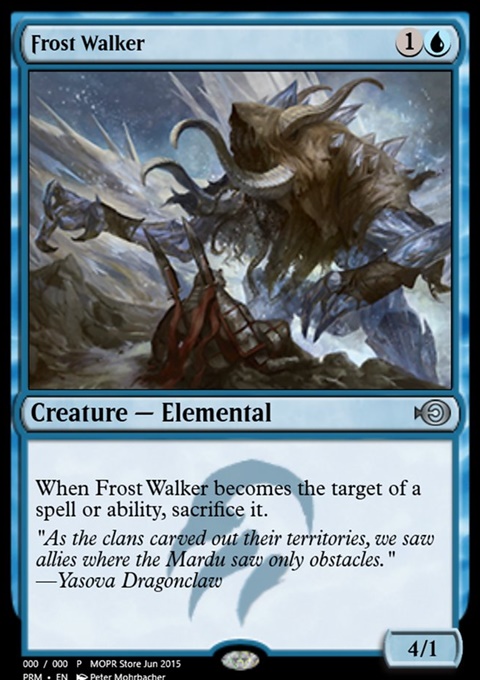 Frost Walker 1
Creature — Elemental
When Frost Walker becomes the target of a
spell or ability, sacrifice it.
"As the clans carved out their territories, we saw
allies where the Mardu saw only obstacles."
—Yasova Dragonclaw
4/1
000 / 000 P MOPR Store Jun 2015
PRM • EN Peter Mohrbacher